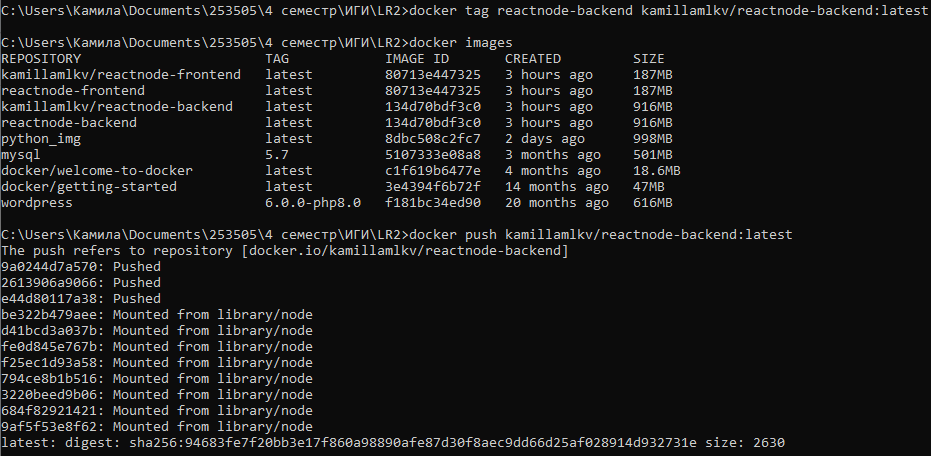 C:\Users\Камила\Documents\253505\4 семестр\ИГИ\LR2>docker tag reactnode-backend kamillamlkv/reactnode-backend:latest
C:\Users\Камила\Documents\253505\4 семестр\ИГИ\LR2>docker images
REPOSITORY TAG IMAGE ID CREATED SIZE
kamillamlkv/reactnode-frontend latest 80713e447325 3 hours ago 187MB
reactnode-frontend latest 80713e447325 3 hours ago 187MB
kamillamlkv/reactnode-backend latest 134d70bdf3c0 3 hours ago 916MB
reactnode-backend latest 134d70bdf3c0 3 hours ago 916MB
python_img latest 8dbc508c2fc7 2 days ago 998MB
mysql 5.7 5107333e08a8 3 months ago 501MB
docker/welcome-to-docker latest c1f619b6477e 4 months ago 18.6MB
docker/getting-started latest 3e4394f6b72f 14 months ago 47MB
wordpress 6.0.0-php8.0 f181bc34ed90 20 months ago 616MB
C:\Users\Камила\Documents\253505\4 семестр\ИГИ\LR2>docker push kamillamlkv/reactnode-backend:latest
The push refers to repository [docker.io/kamillamlkv/reactnode-backend]
9a0244d7a570: Pushed
2613906a9066: Pushed
e44d80117a38: Pushed
be322b479aee: Mounted from library/node
d41bcd3a037b: Mounted from library/node
fe0d845e767b: Mounted from library/node
f25ec1d93a58: Mounted from library/node
794ce8b1b516: Mounted from library/node
3220beed9b06: Mounted from library/node
684f82921421: Mounted from library/node
9af5f53e8f62: Mounted from library/node
latest: digest: sha256:94683fe7f20bb3e17f860a98890afe87d30f8aec9dd66d25af028914d932731e size: 2630